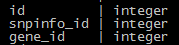 id | integer
snpinfo_id | integer
gene_id | integer